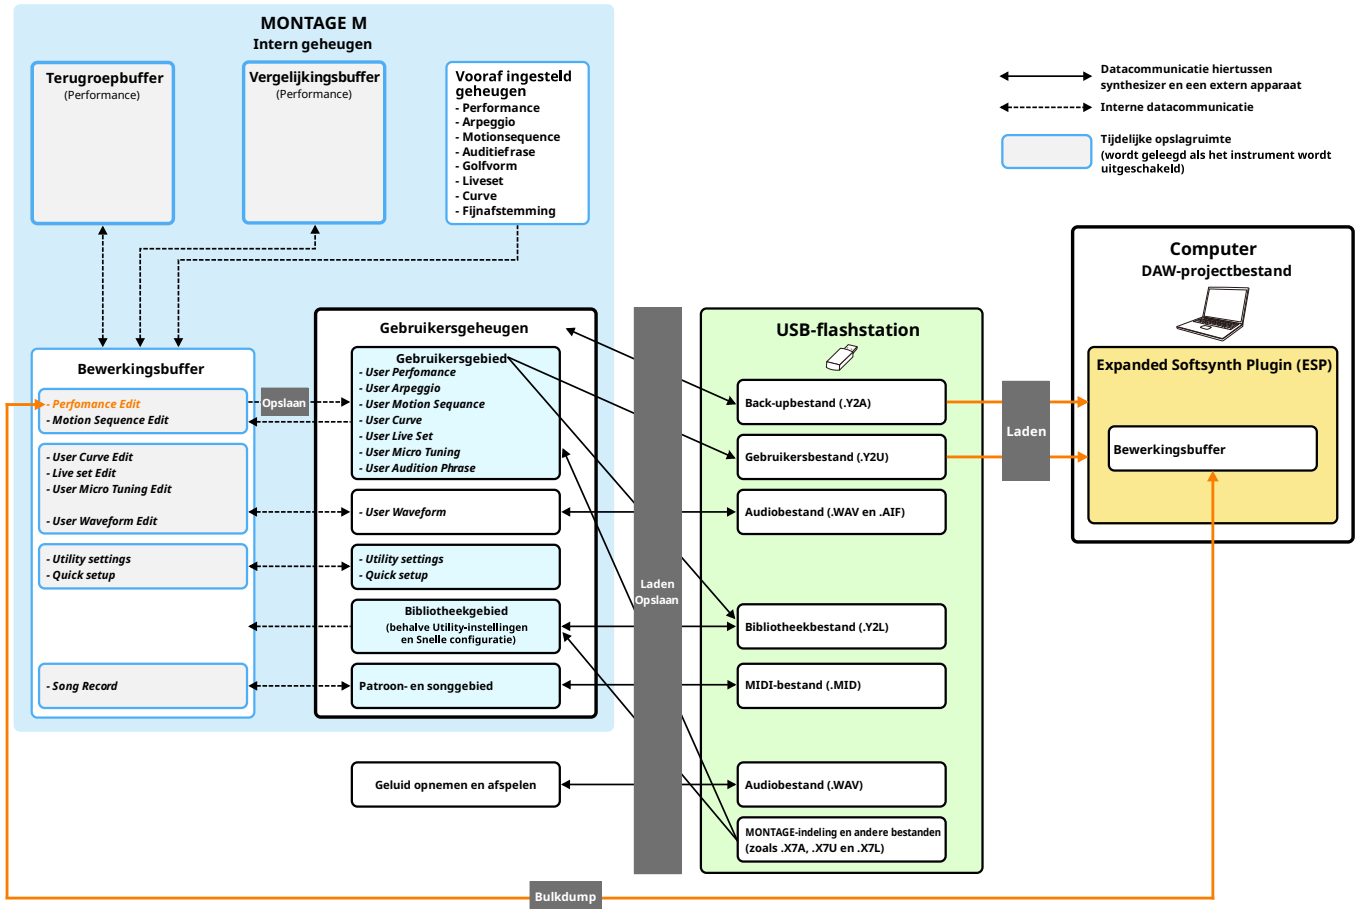 MONTAGE M
Intern geheugen
Terugroepbuffer
(Performance)
Vergelijkingsbuffer
(Performance)
Vooraf ingesteld
geheugen
- Performance
- Arpeggio
- Motionsequence
- Auditiefrase
- Golfvorm
- Liveset
- Curve
- Fijnafstemming
Datacommunicatie hiertussen
synthesizer en een extern apparaat
Interne datacommunicatie
Tijdelijke opslagruimte
(wordt geleegd als het instrument wordt
uitgeschakeld)
Bewerkingsbuffer
- Perfomance Edit
- Motion Sequence Edit
- User Curve Edit
- Live set Edit
- User Micro Tuning Edit
- User Waveform Edit
- Utility settings
- Quick setup
- Song Record
Opslaan
Gebruikersgeheugen
Gebruikersgebied
- User Perfomance
- User Arpeggio
- User Motion Sequance
- User Curve
- User Live Set
- User Micro Tuning
- User Audition Phrase
- User Waveform
- Utility settings
- Quick setup
Bibliotheekgebied
(behalve Utility-instellingen
en Snelle configuratie)
Patroon- en songgebied
Geluid opnemen en afspelen
Laden
Opslaan
USB-flashstation
Back-upbestand (.Y2A)
Gebruikersbestand (.Y2U)
Audiobestand (.WAV en .AIF)
Bibliotheekbestand (.Y2L)
MIDI-bestand (.MID)
Audiobestand (.WAV)
MONTAGE-indeling en andere bestanden
(zoals .X7A, .X7U en .X7L)
Laden
Computer
DAW-projectbestand
Expanded Softsynth Plugin (ESP)
Bewerkingsbuffer
Bulkdump